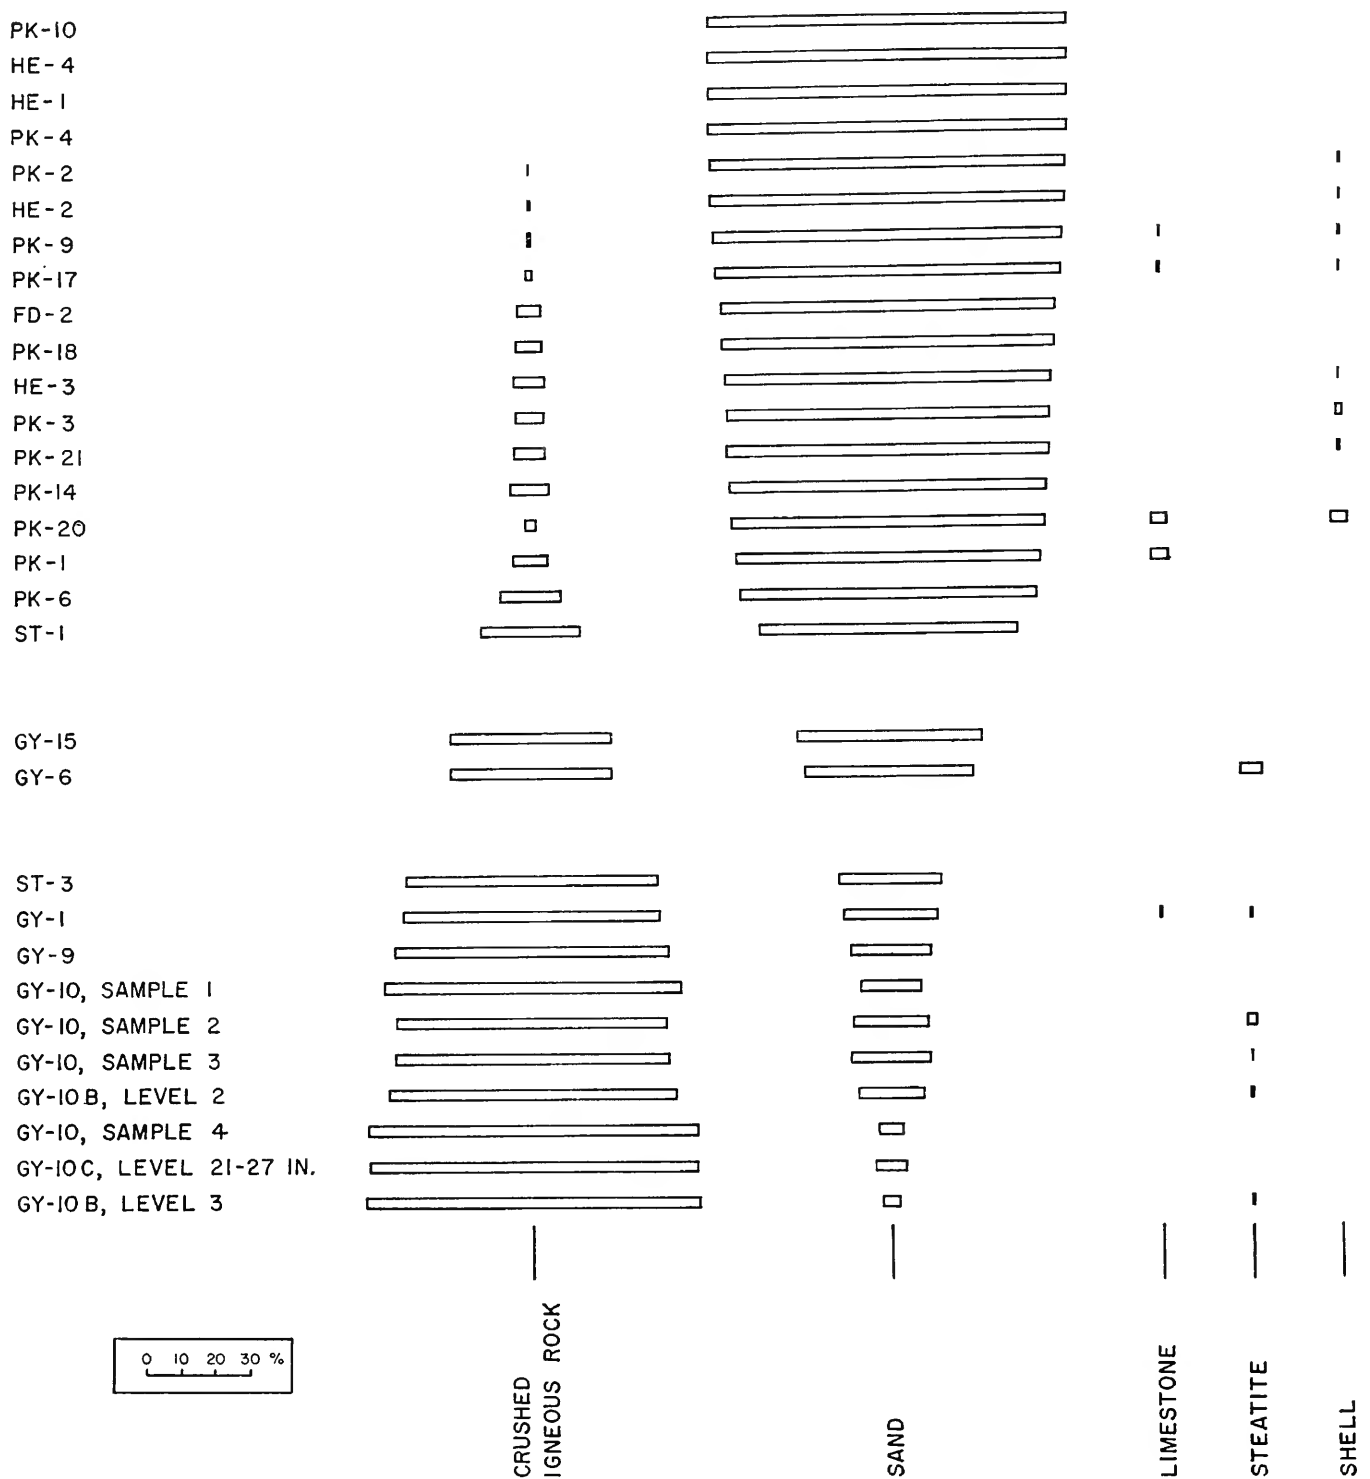 PK-10
HE-4
HE-1
PK-4
PK-2
HE-2
PK-9
PK-17
FD-2
PK-18
HE-3
PK-3
PK-21
PK-14
PK-20
PK-1
PK-6
ST-1
GY-15
GY-6
ST-3
GY-1
GY-9
GY-10, SAMPLE 1
GY-10, SAMPLE 2
GY-10, SAMPLE 3
GY-10B, LEVEL 2
GY-10, SAMPLE 4
GY-10C, LEVEL 21-27 IN.
GY-10B, LEVEL 3
0 10 20 30 %
CRUSHED
IGNEOUS ROCK
SAND
LIMESTONE
STEATITE
SHELL